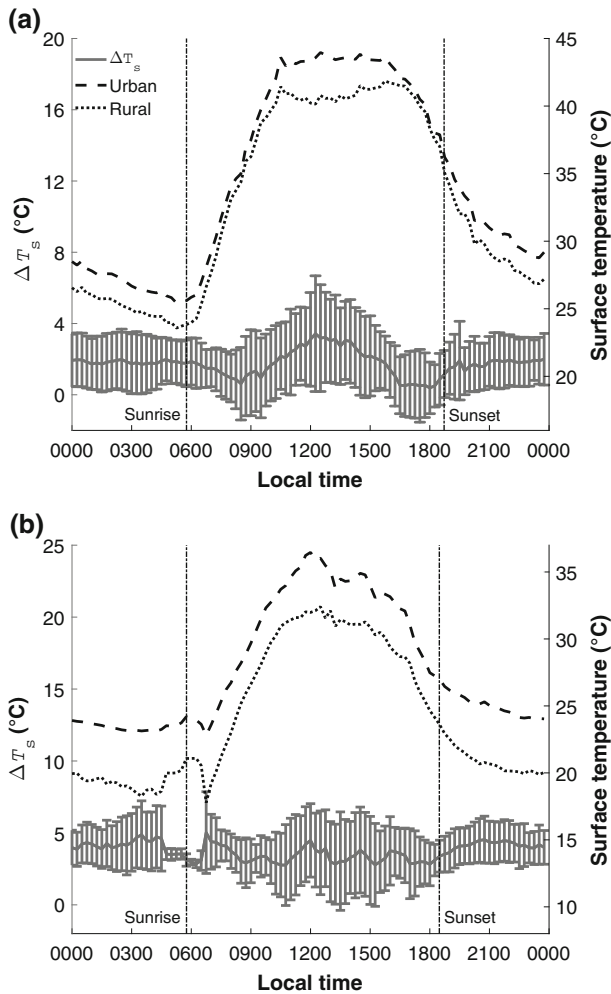 (a)
20
16
12
8
4
0
ΔTs (°C)
ΔTs
Urban
Rural
45
40
35
30
25
20
Surface temperature (°C)
Sunrise
Sunset
0000 0300 0600 0900 1200 1500 1800 2100 0000
Local time
(b)
25
20
15
10
5
0
ΔTs (°C)
35
30
25
20
15
10
Surface temperature (°C)
Sunrise
Sunset
0000 0300 0600 0900 1200 1500 1800 2100 0000
Local time